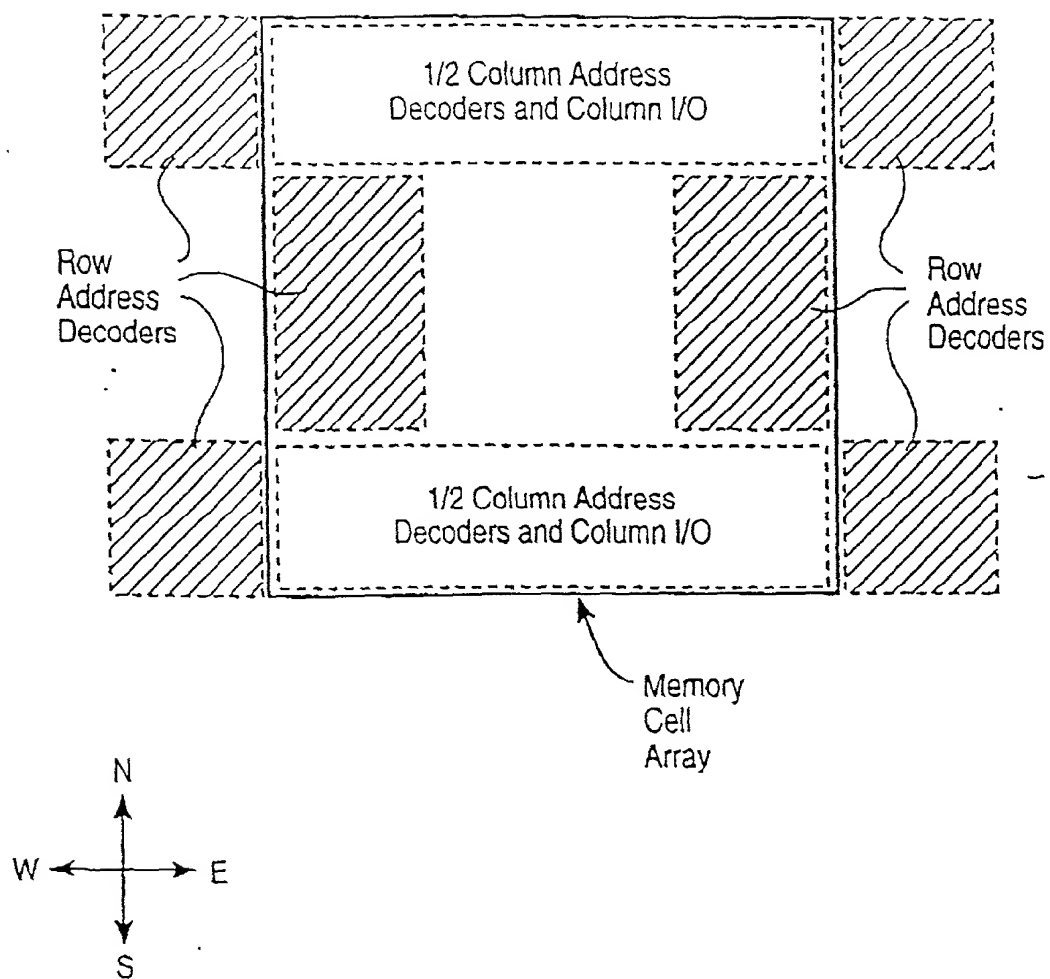 1/2 Column Address
Decoders and Column I/O
Row
Address
Decoders
Row
Address
Decoders
1/2 Column Address
Decoders and Column I/O
Memory
Cell
Array
N
W
E
S